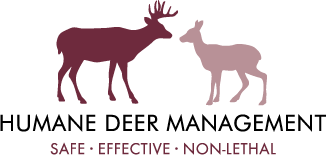 HUMANE DEER MANAGEMENT
SAFE · EFFECTIVE · NON-LETHAL